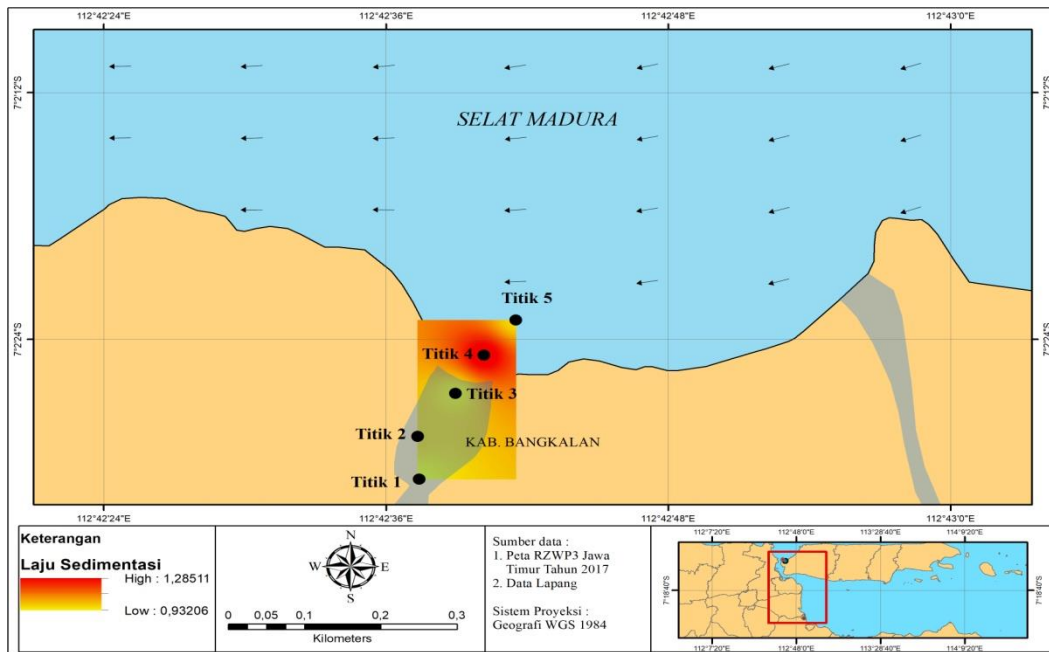 112°42'24"E 112°42'36"E 112°42'48"E 112°43'0"E
7°2'12"S 7°2'12"S
SELAT MADURA
Titik 5
7°2'24"S 7°2'24"S
Titik 4
Titik 3
Titik 2
KAB. BANGKALAN
Titik 1
112°42'24"E 112°42'36"E 112°42'48"E 112°43'0"E
Keterangan
Laju Sedimentasi
High : 1,28511
Low : 0,93206
N
W E
S
0 0,05 0,1 0,2 0,3
Kilometers
Sumber data :
1. Peta RZWP3 Jawa
Timur Tahun 2017
2. Data Lapang
Sistem Proyeksi :
Geografi WGS 1984
112°7'20"E 112°48'0"E 113°28'40"E 114°9'20"E
7°18'40"S 7°18'40"S
112°7'20"E 112°48'0"E 113°28'40"E 114°9'20"E